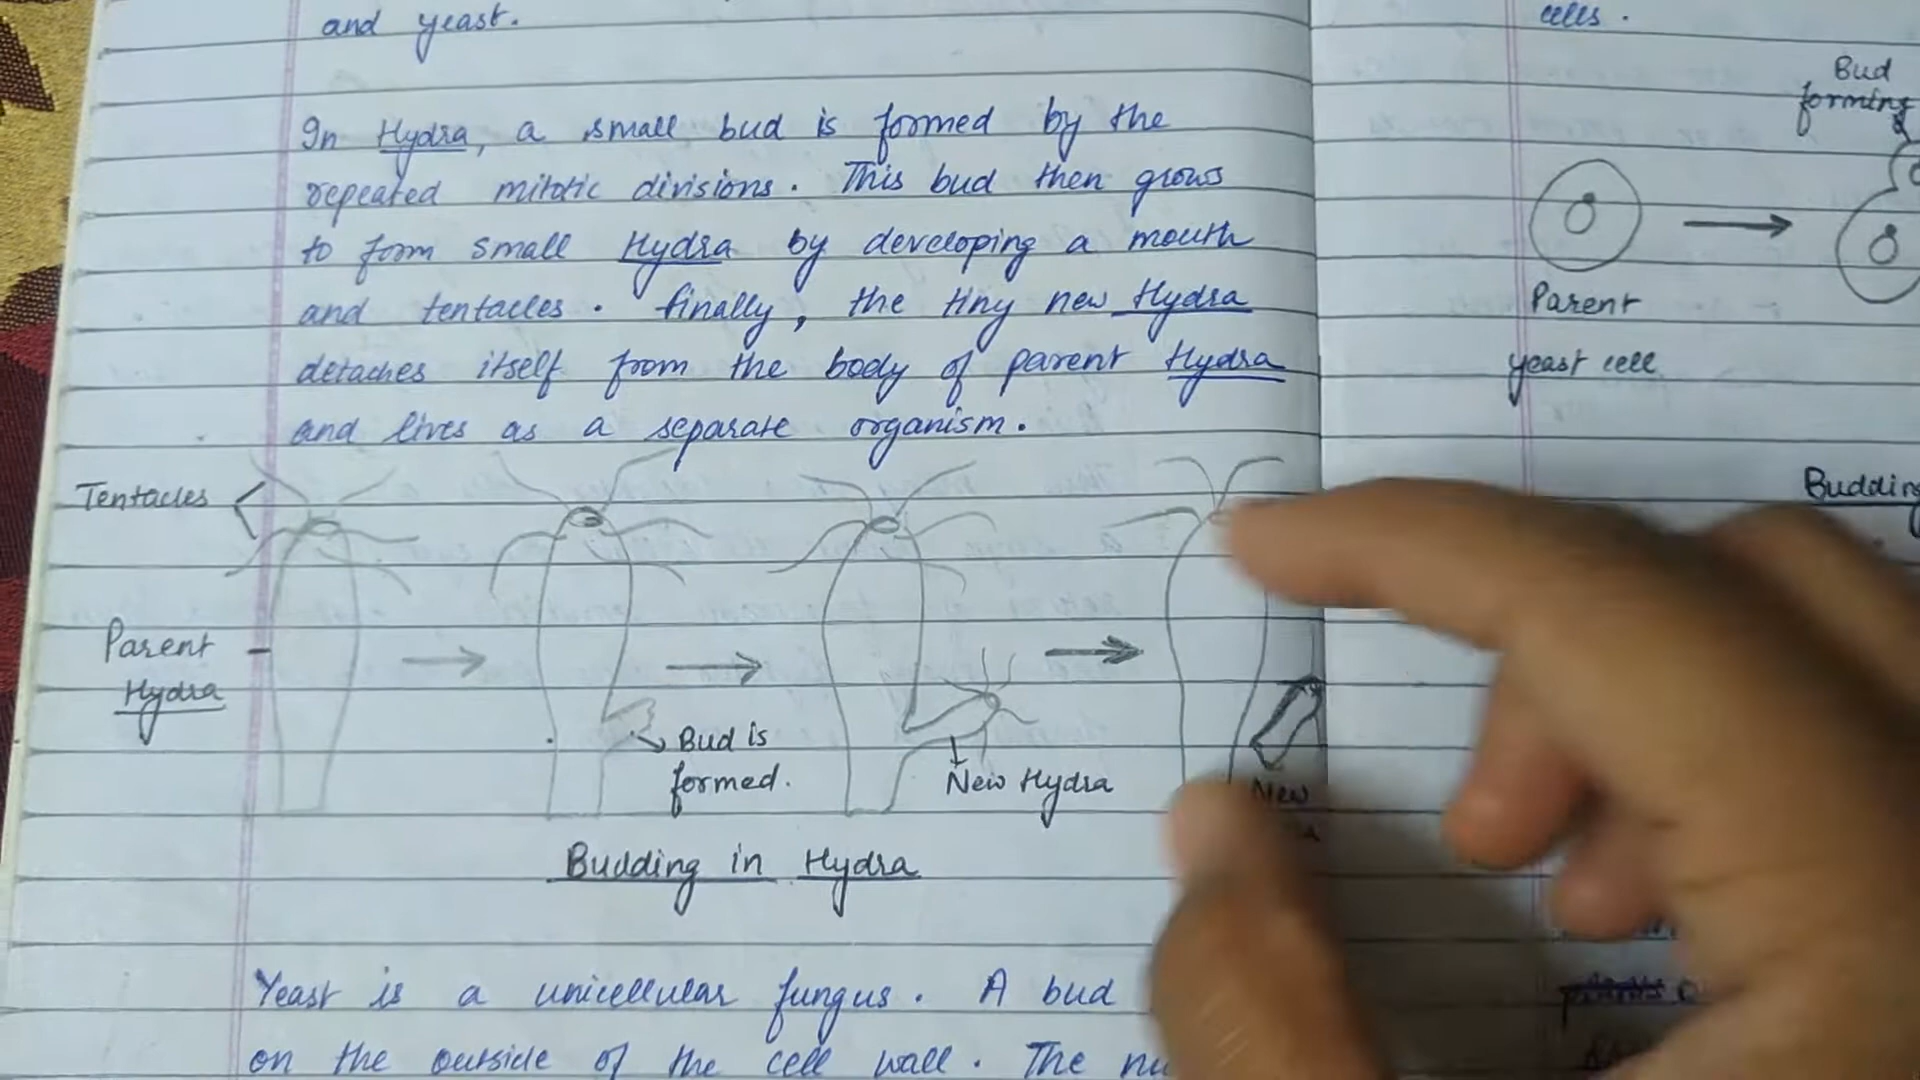 and yeast.
In Hydra, a small bud is formed by the
repeated mitotic divisions. This bud then grows
to form small Hydra by developing a mouth
and tentacles. finally, the tiny new Hydra
detaches itself from the body of parent Hydra
and lives as a separate organism.
Tentacles
Parent
Hydra
Bud is
formed.
New Hydra
New
Budding in Hydra
Yeast is a unicellular fungus. A bud
on the outside of the cell wall. The
cells.
Bud
forming
Parent
yeast cell
Budding